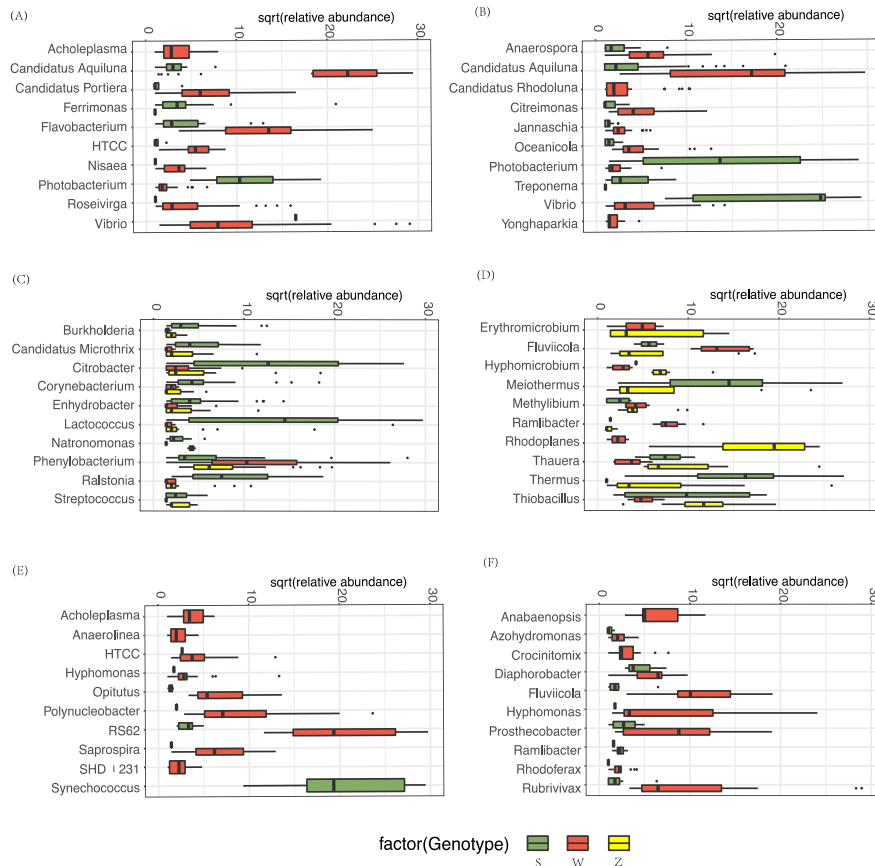 (A)
sqrt(relative abundance)
0 10 20 30
Acholeplasma
Candidatus Aquiluna
Candidatus Portiera
Ferrimonas
Flavobacterium
HTCC
Nisaea
Photobacterium
Roseivirga
Vibrio
(B)
sqrt(relative abundance)
0 10 20 30
Anaerospora
Candidatus Aquiluna
Candidatus Rhodoluna
Citreimonas
Jannaschia
Oceanicola
Photobacterium
Treponema
Vibrio
Yonghaparkia
(C)
sqrt(relative abundance)
0 10 20 30
Burkholderia
Candidatus Microthrix
Citrobacter
Corynebacterium
Enhydrobacter
Lactococcus
Natronomonas
Phenylobacterium
Ralstonia
Streptococcus
(D)
sqrt(relative abundance)
0 10 20 30
Erythromicrobium
Fluviicola
Hyphomicrobium
Meiothermus
Methylibium
Ramlibacter
Rhodoplanes
Thauera
Thermus
Thiobacillus
(E)
sqrt(relative abundance)
0 10 20 30
Acholeplasma
Anaerolinea
HTCC
Hyphomonas
Opitutus
Polynucleobacter
RS62
Saprospira
SHD 231
Synechococcus
(F)
sqrt(relative abundance)
0 10 20 30
Anabaenopsis
Azohydromonas
Crocinitomix
Diaphorobacter
Fluviicola
Hyphomonas
Prosthecobacter
Ramlibacter
Rhodoferax
Rubrivivax
factor(Genotype)
S W Z